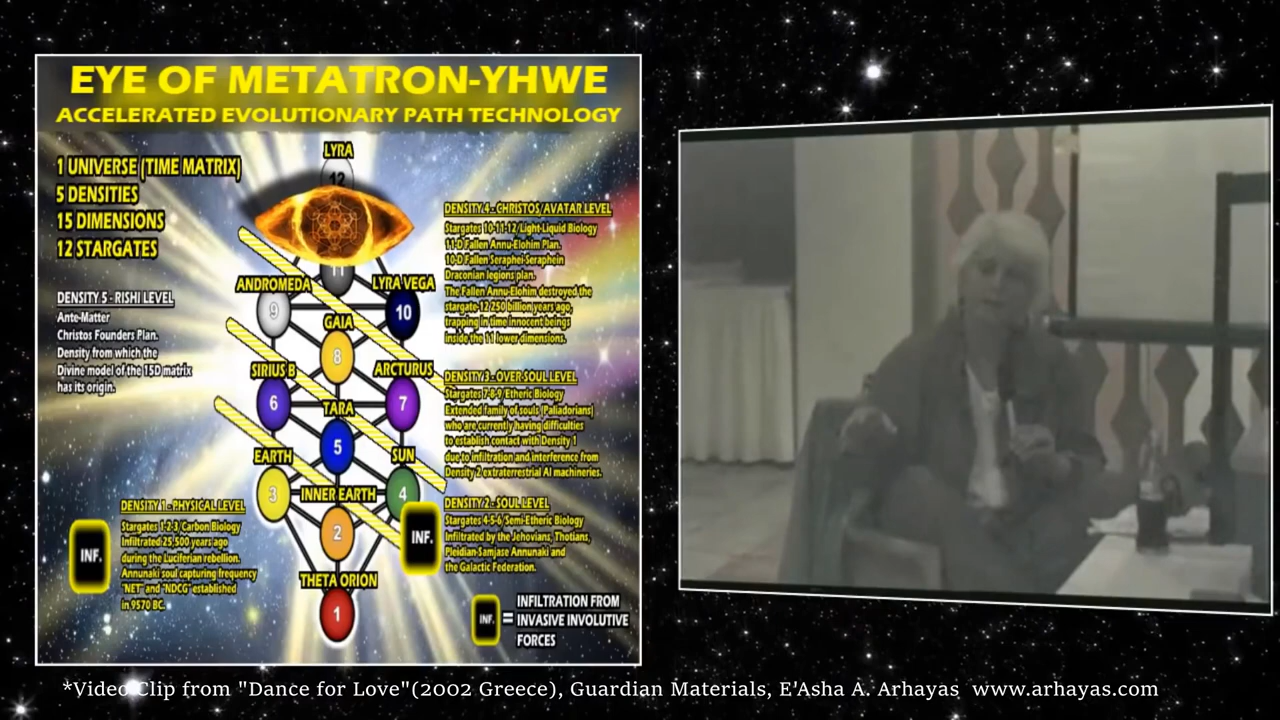 EYE OF METATRON-YHWE
ACCELERATED EVOLUTIONARY PATH TECHNOLOGY
1 UNIVERSE (TIME MATRIX)
5 DENSITIES
15 DIMENSIONS
12 STARGATES
DENSITY 5 - RISHI LEVEL
Ante-Matter
Christos Founders Plan.
Density from which the
Divine model of the 15D matrix
has its origin.
LYRA
12
11
ANDROMEDA
LYRA VEGA
9
10
GAIA
8
SIRIUS B
ARCTURUS
6
7
TARA
5
EARTH
SUN
3
INNER EARTH
4
2
THETA ORION
1
DENSITY 4 - CHRISTOS/AVATAR LEVEL
Stargates 10-11-12/Light-Liquid Biology
11-D Fallen Annu-Elohim Plan.
10-D Fallen Seraphei-Seraphein
Draconian legions plan.
The Fallen Annu-Elohim destroyed the
stargate-12 250 billion years ago,
trapping in time innocent beings
inside the 11 lower dimensions.
DENSITY 3 - OVER-SOUL LEVEL
Stargates 7-8-9/Etheric Biology
Extended family of souls (Paliadorians)
who are currently having difficulties
to establish contact with Density 1
due to infiltration and interference from
Density 2 extraterrestrial AI machineries.
DENSITY 2 - SOUL LEVEL
Stargates 4-5-6/Semi-Etheric Biology
Infiltrated by the Jehovians, Thotians,
Pleidian-Samjase Annunaki and
the Galactic Federation.
INF.
DENSITY 1 - PHYSICAL LEVEL
Stargates 1-2-3/Carbon Biology
Infiltrated 25,500 years ago
during the Luciferian rebellion.
Annunaki soul capturing frequency
"NET" and "NDCG" established
in 9570 BC.
INF.
INF. = INFILTRATION FROM
INVASIVE INVOLUTIVE
FORCES
*Video Clip from "Dance for Love"(2002 Greece), Guardian Materials, E'Asha A. Arhayas www.arhayas.com